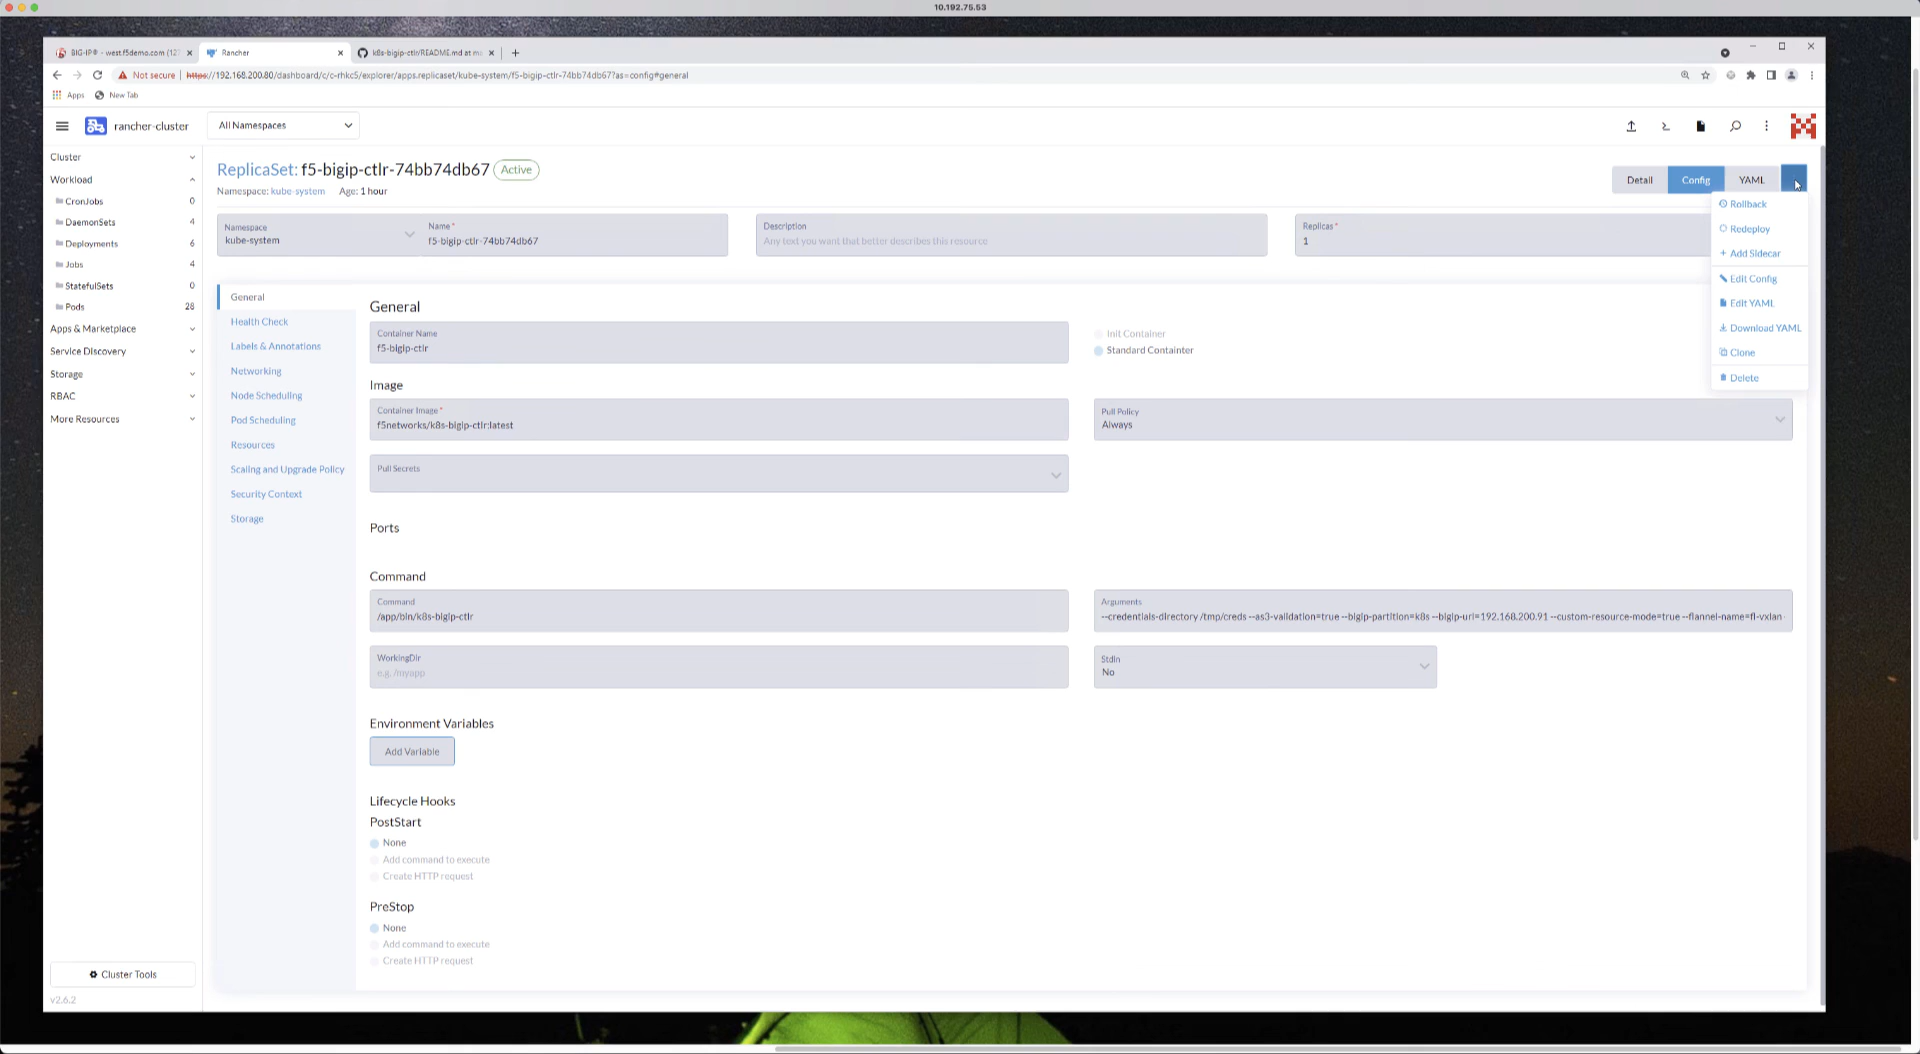 10.192.75.53
BIG-IP® - west.f5demo.com (127
Rancher
k8s-bigip-ctlr/README.md at ma
Not secure
https://192.168.200.80/dashboard/c/c-rhkc5/explorer/apps.replicaset/kube-system/f5-bigip-ctlr-74bb74db67?as=config#general
Apps
New Tab
rancher-cluster
All Namespaces
Cluster
Workload
CronJobs 0
DaemonSets 4
Deployments 6
Jobs 4
StatefulSets 0
Pods 28
Apps & Marketplace
Service Discovery
Storage
RBAC
More Resources
Cluster Tools
v2.6.2
ReplicaSet: f5-bigip-ctlr-74bb74db67 Active
Namespace: kube-system Age: 1 hour
Detail
Config
YAML
Rollback
Redeploy
+ Add Sidecar
Edit Config
Edit YAML
Download YAML
Clone
Delete
Namespace
kube-system
Name *
f5-bigip-ctlr-74bb74db67
Description
Any text you want that better describes this resource
Replicas *
1
General
Health Check
Labels & Annotations
Networking
Node Scheduling
Pod Scheduling
Resources
Scaling and Upgrade Policy
Security Context
Storage
General
Container Name
f5-bigip-ctlr
Init Container
Standard Containter
Image
Container Image *
f5networks/k8s-bigip-ctlr:latest
Pull Policy
Always
Pull Secrets
Ports
Command
Command
/app/bin/k8s-bigip-ctlr
Arguments
--credentials-directory /tmp/creds --as3-validation=true --bigip-partition=k8s --bigip-url=192.168.200.91 --custom-resource-mode=true --flannel-name=fl-vxlan -
WorkingDir
e.g. /myapp
Stdin
No
Environment Variables
Add Variable
Lifecycle Hooks
PostStart
None
Add command to execute
Create HTTP request
PreStop
None
Add command to execute
Create HTTP request